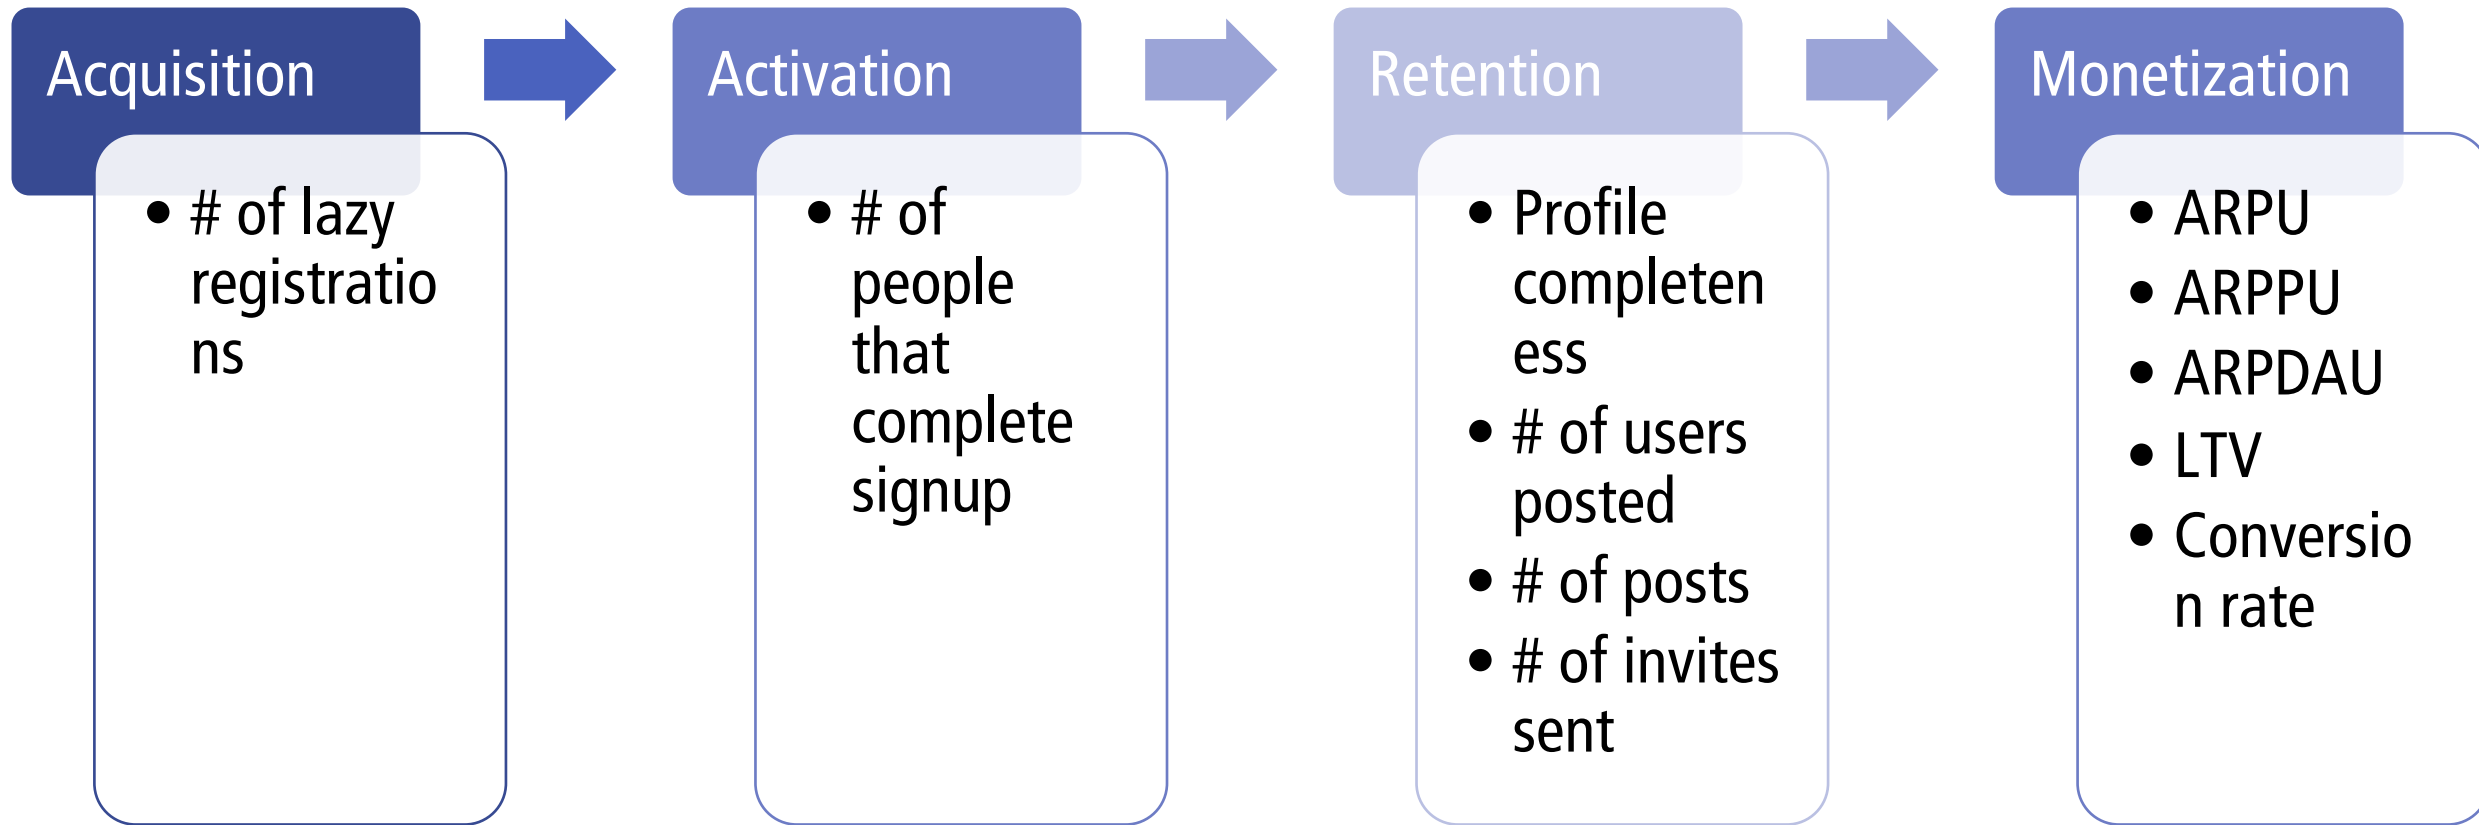 Acquisition
• # of lazy
registratio
ns
Activation
• # of
people
that
complete
signup
Retention
• Profile
completen
ess
• # of users
posted
• # of posts
• # of invites
sent
Monetization
• ARPU
• ARPPU
• ARPDAU
• LTV
• Conversio
n rate